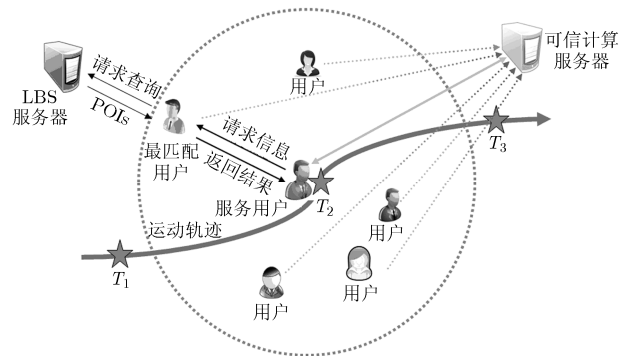 可信计算
服务器
LBS
服务器
请求查询
POIs
用户
最匹配
用户
请求信息
返回结果
服务用户
T2
T3
运动轨迹
T1
用户
用户
用户